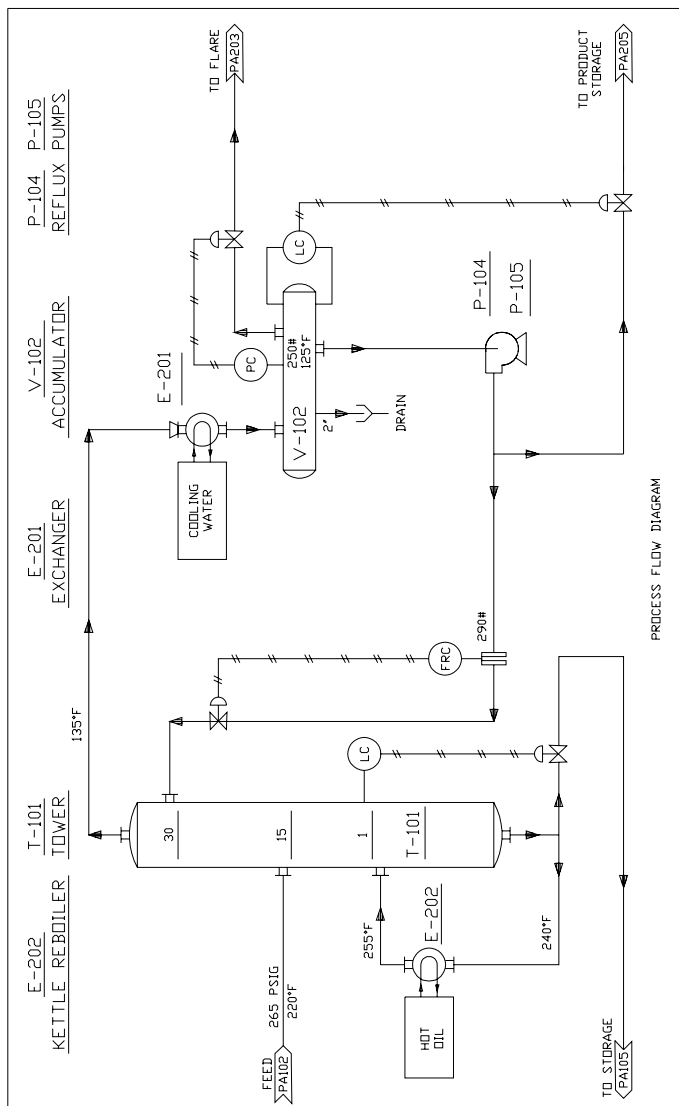 E-202
KETTLE REBOILER
T-101
TOWER
E-201
EXCHANGER
V-102
ACCUMULATOR
P-104 P-105
REFLUX PUMPS
135°F
E-201
COOLING
WATER
TO FLARE
PA203
PC
LC
250#
125°F
V-102
2"
DRAIN
30
15
1
T-101
FEED
PA102
265 PSIG
220°F
255°F
E-202
HOT
OIL
240°F
LC
FRC
290#
P-104
P-105
TO PRODUCT
STORAGE
PA205
TO STORAGE
PA105
PROCESS FLOW DIAGRAM